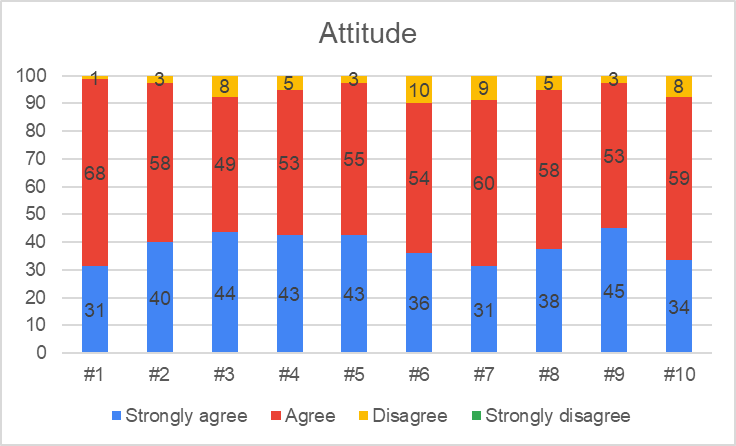 Attitude
100
90
80
70
60
50
40
30
20
10
0
1 3 8 5 3 10 9 5 3 8
68 58 49 53 55 54 60 58 53 59
31 40 44 43 43 36 31 38 45 34
#1 #2 #3 #4 #5 #6 #7 #8 #9 #10
Strongly agree Agree Disagree Strongly disagree